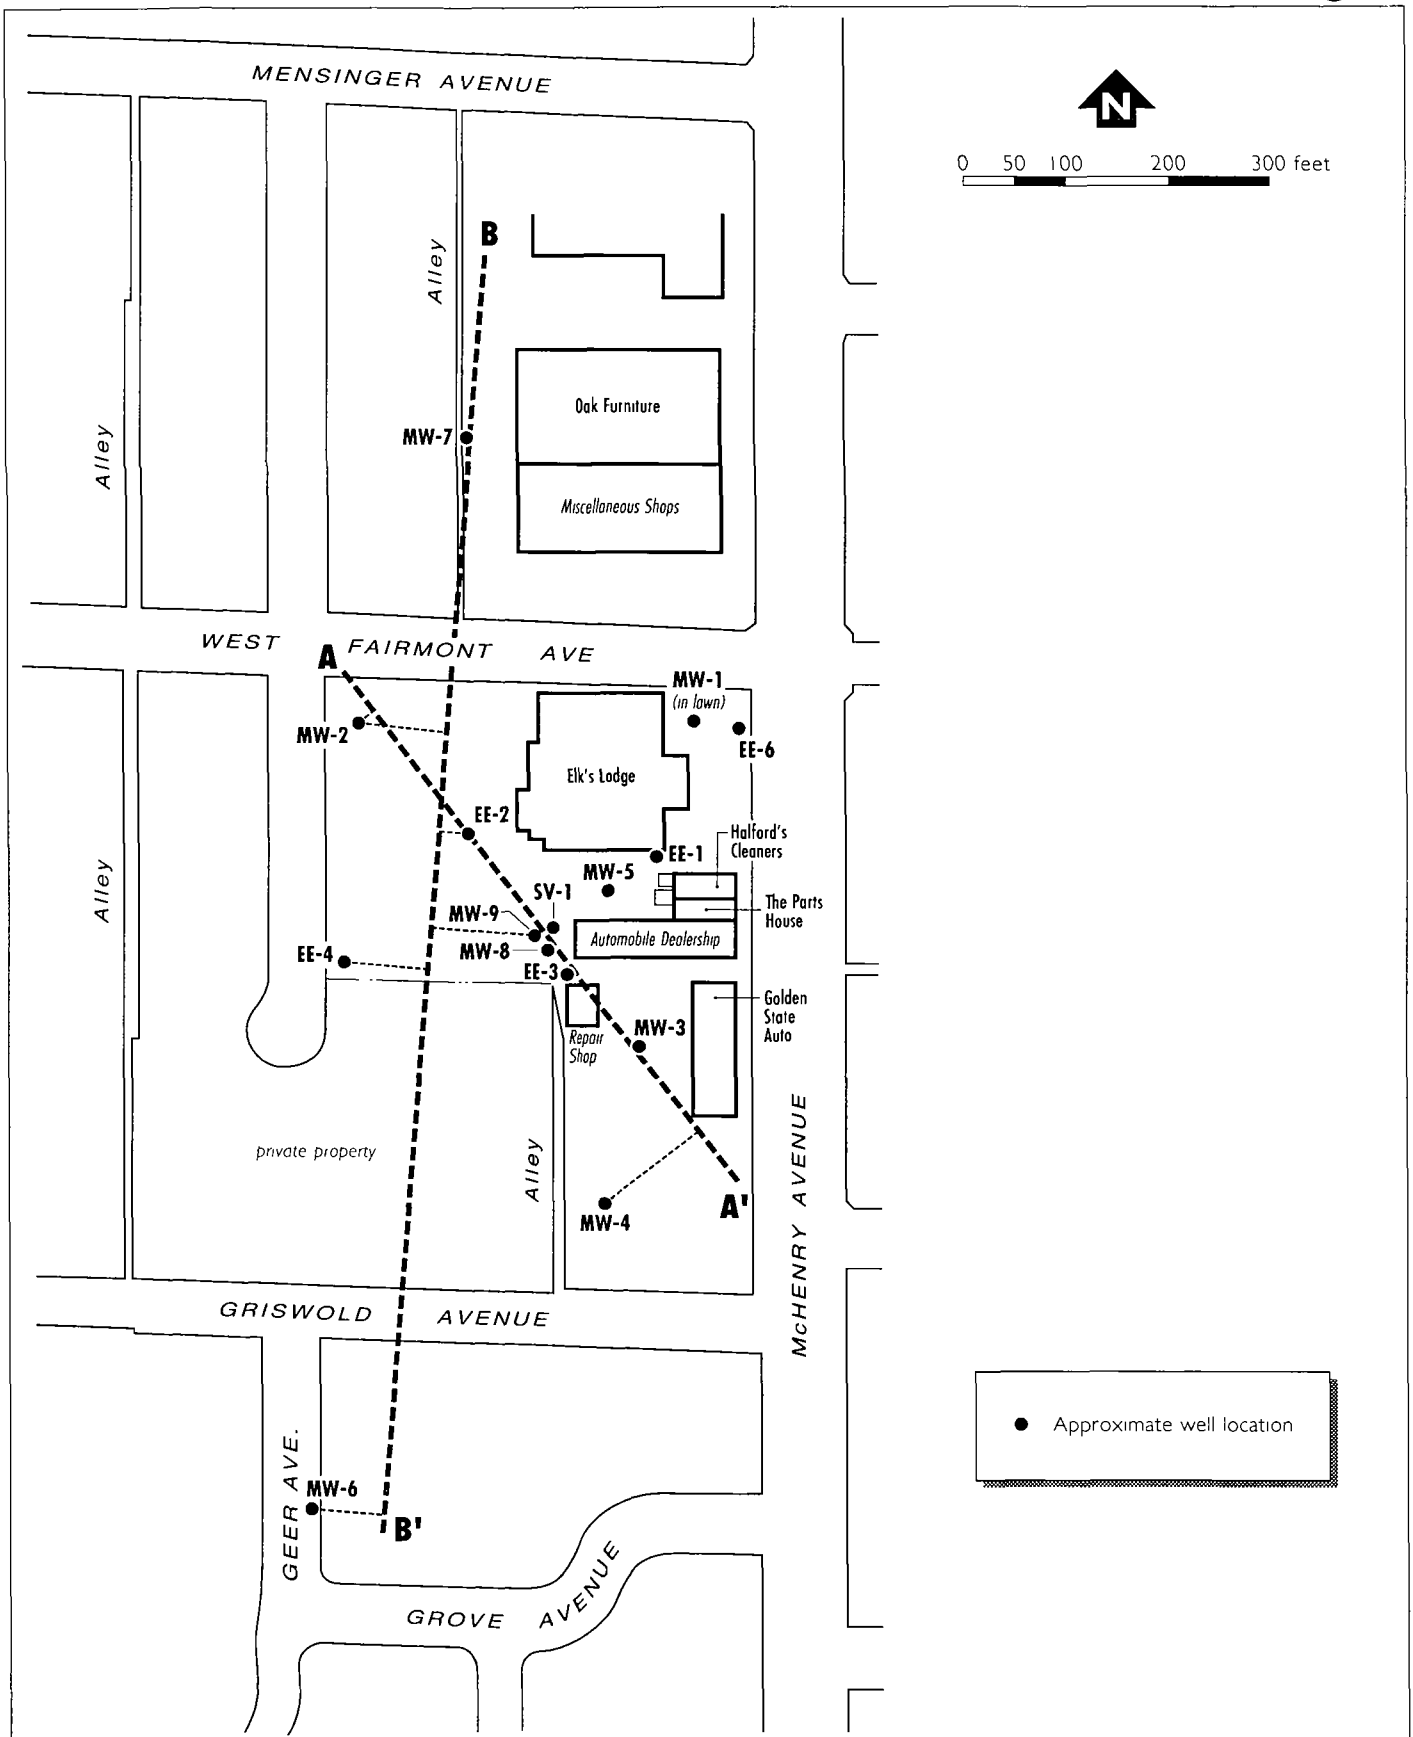 MENSINGER AVENUE
N
0 50 100 200 300 feet
B
Alley
Oak Furniture
MW-7
Alley
Miscellaneous Shops
WEST FAIRMONT AVE
A
MW-1
(in lawn)
MW-2
EE-6
Elk's Lodge
EE-2
Halford's
Cleaners
EE-1
MW-5
Alley
SV-1
The Parts
House
MW-9
Automobile Dealership
MW-8
EE-4
EE-3
Golden
State
Auto
MW-3
Repair
Shop
private property
Alley
McHENRY AVENUE
A'
MW-4
GRISWOLD AVENUE
Approximate well location
GEER AVE.
MW-6
B'
GROVE AVENUE